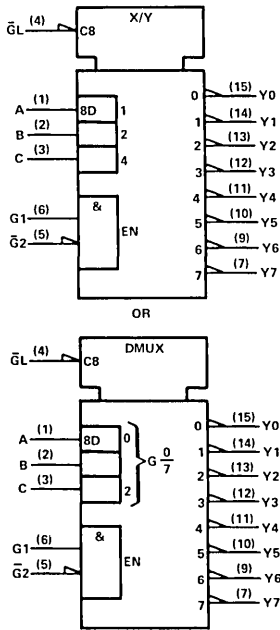 X/Y
G̅L (4) C8
A (1) 8D 1
B (2) 2
C (3) 4
G1 (6) &
G̅2 (5) EN
0 (15) Y0
1 (14) Y1
2 (13) Y2
3 (12) Y3
4 (11) Y4
5 (10) Y5
6 (9) Y6
7 (7) Y7
OR
DMUX
G̅L (4) C8
A (1) 8D 0
B (2) G 0/7
C (3) 2
G1 (6) &
G̅2 (5) EN
0 (15) Y0
1 (14) Y1
2 (13) Y2
3 (12) Y3
4 (11) Y4
5 (10) Y5
6 (9) Y6
7 (7) Y7